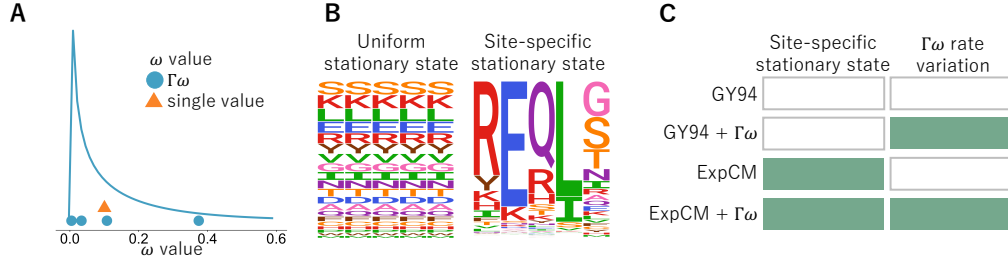 A
ω value
Γω
single value
0.0 0.2 0.4 0.6
ω value
B
Uniform
stationary state
Site-specific
stationary state
S S S S S
K K K K K
L L L L L
E E E E E
R R R R R
Y Y Y Y Y
V V V V V
G G G G G
I I I I I
N N N N N
T T T T T
D D D D D
A A A A A
R E Q L G
S
T
Y R N
K K I
C
Site-specific
stationary state
Γω rate
variation
GY94
GY94 + Γω
ExpCM
ExpCM + Γω